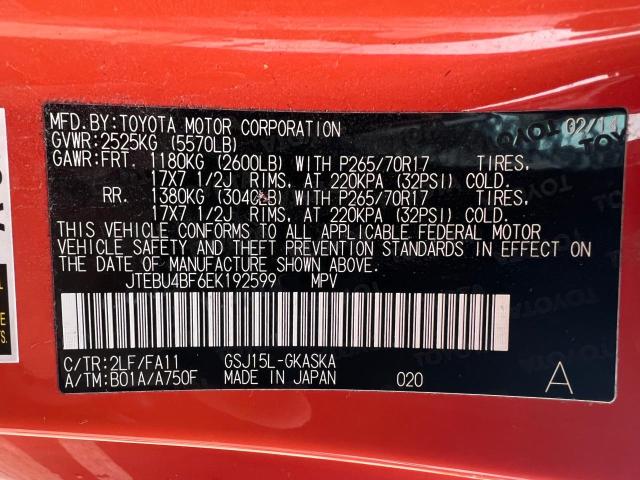 MFD.BY:TOYOTA MOTOR CORPORATION 02/14
GVWR:2525KG (5570LB)
GAWR:FRT. 1180KG (2600LB) WITH P265/70R17 TIRES,
17X7 1/2J RIMS, AT 220KPA (32PSI) COLD.
RR. 1380KG (3040LB) WITH P265/70R17 TIRES,
17X7 1/2J RIMS, AT 220KPA (32PSI) COLD.
THIS VEHICLE CONFORMS TO ALL APPLICABLE FEDERAL MOTOR
VEHICLE SAFETY AND THEFT PREVENTION STANDARDS IN EFFECT ON
THE DATE OF MANUFACTURE SHOWN ABOVE.
JTEBU4BF6EK192599 MPV
C/TR:2LF/FA11 GSJ15L-GKASKA
A/TM:B01A/A750F MADE IN JAPAN 020 A